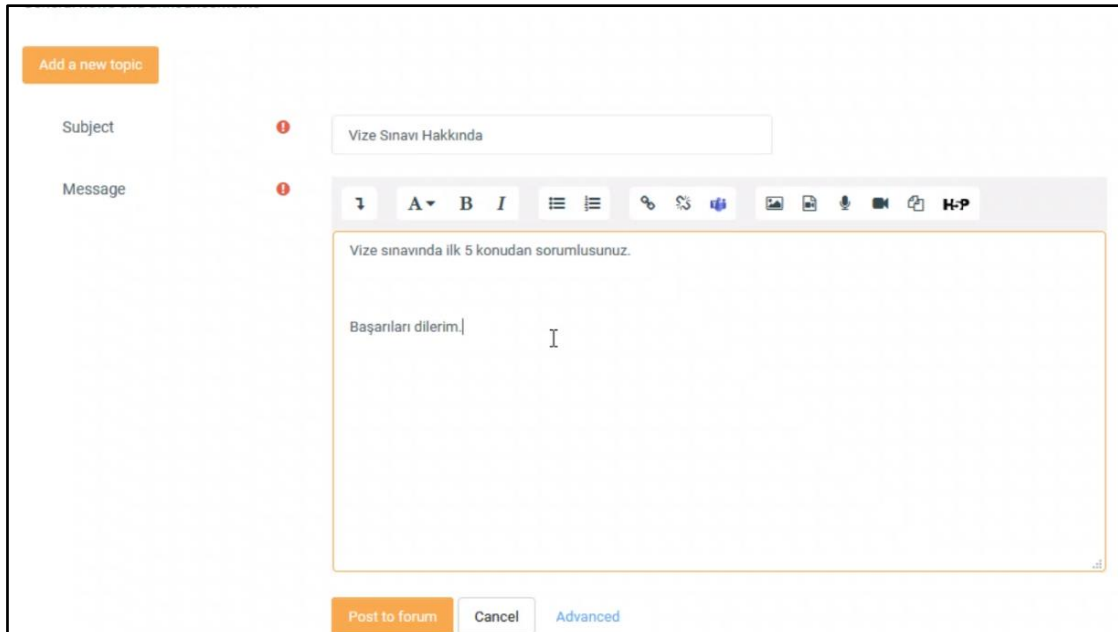 Add a new topic
Subject
Vize Sınavı Hakkında
Message
A B I H-P
Vize sınavında ilk 5 konudan sorumlusunuz.
Başarıları dilerim.
Post to forum Cancel Advanced